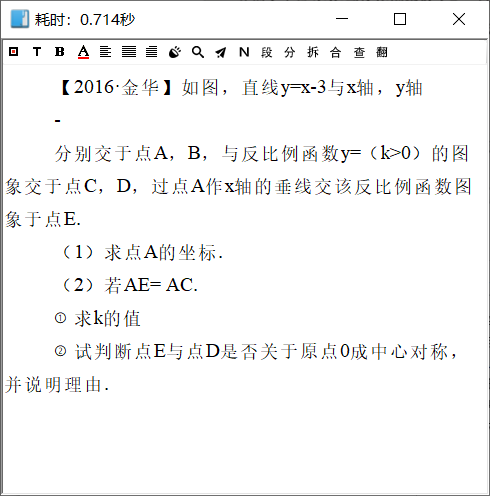 耗时：0.714秒
T B A N 段 分 拆 合 查 翻
【2016·金华】如图，直线y=x-3与x轴，y轴
-
分别交于点A，B，与反比例函数y=（k>0）的图
象交于点C，D，过点A作x轴的垂线交该反比例函数图
象于点E.
（1）求点A的坐标.
（2）若AE= AC.
① 求k的值
② 试判断点E与点D是否关于原点0成中心对称，
并说明理由.